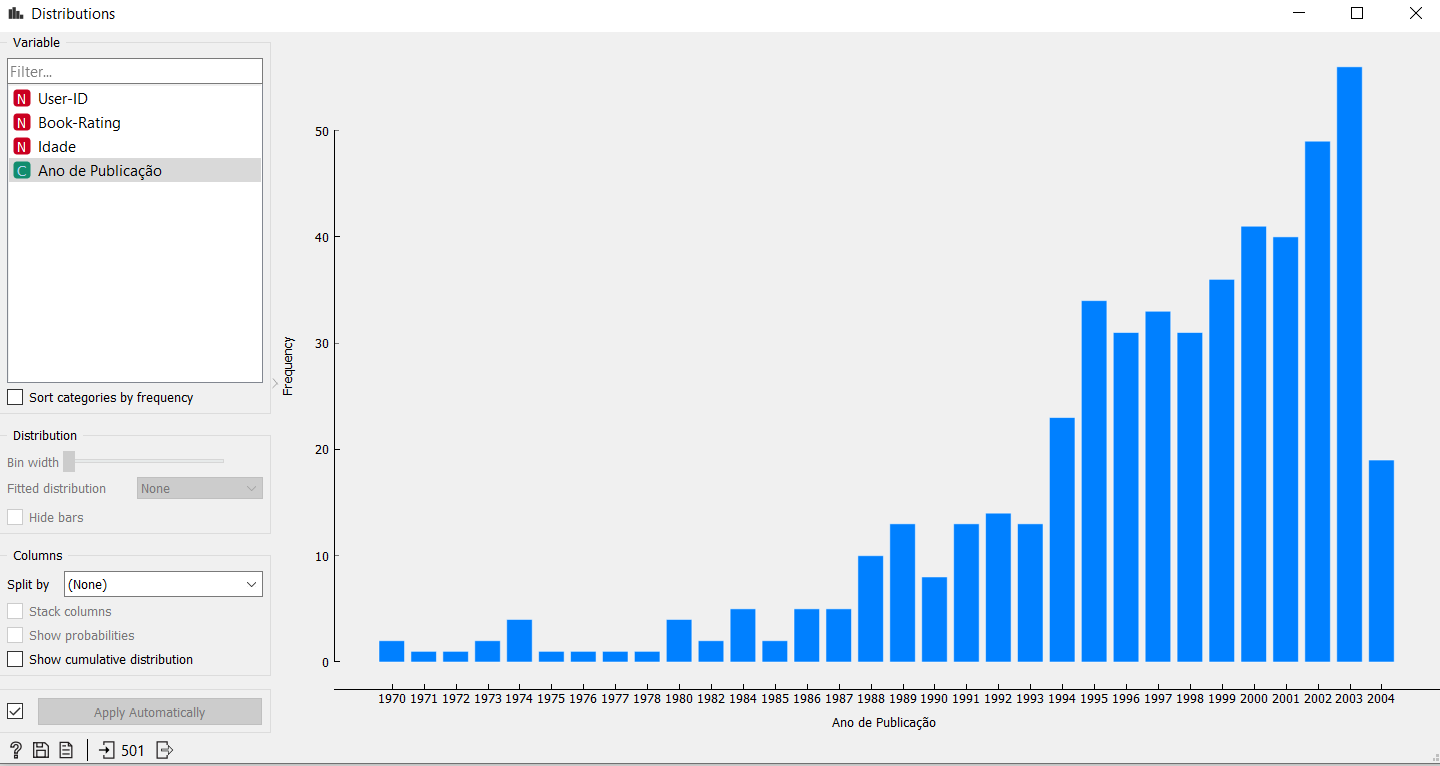 Distributions
Variable
Filter...
N User-ID
N Book-Rating
N Idade
C Ano de Publicação
Sort categories by frequency
Distribution
Bin width
Fitted distribution None
Hide bars
Columns
Split by (None)
Stack columns
Show probabilities
Show cumulative distribution
Apply Automatically
? 501
Frequency
50
40
30
20
10
0
1970 1971 1972 1973 1974 1975 1976 1977 1978 1980 1982 1984 1985 1986 1987 1988 1989 1990 1991 1992 1993 1994 1995 1996 1997 1998 1999 2000 2001 2002 2003 2004
Ano de Publicação